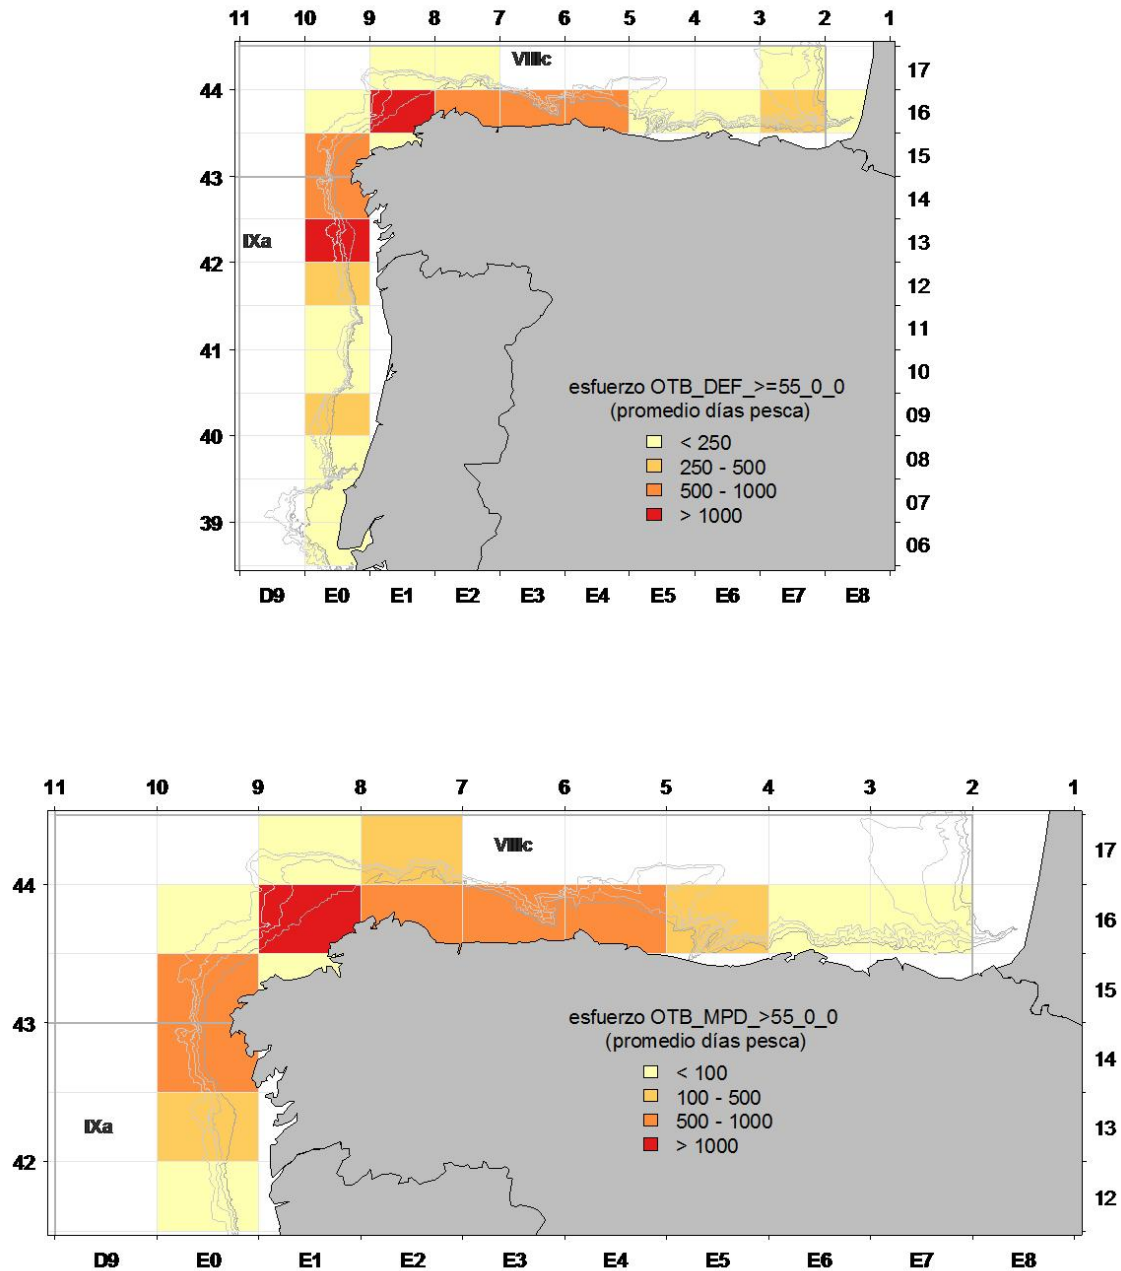 11 10 9 8 7 6 5 4 3 2 1
VIIIc
17
44
16
15
43
14
IXa
13
42
12
11
41
10
esfuerzo OTB_DEF_>=55_0_0
(promedio días pesca)
09
< 250
40
250 - 500
08
500 - 1000
07
> 1000
39
06
D9 E0 E1 E2 E3 E4 E5 E6 E7 E8
11 10 9 8 7 6 5 4 3 2 1
VIIIc
17
44
16
15
esfuerzo OTB_MPD_>55_0_0
43
(promedio días pesca)
14
< 100
100 - 500
IXa
500 - 1000
13
> 1000
42
12
D9 E0 E1 E2 E3 E4 E5 E6 E7 E8